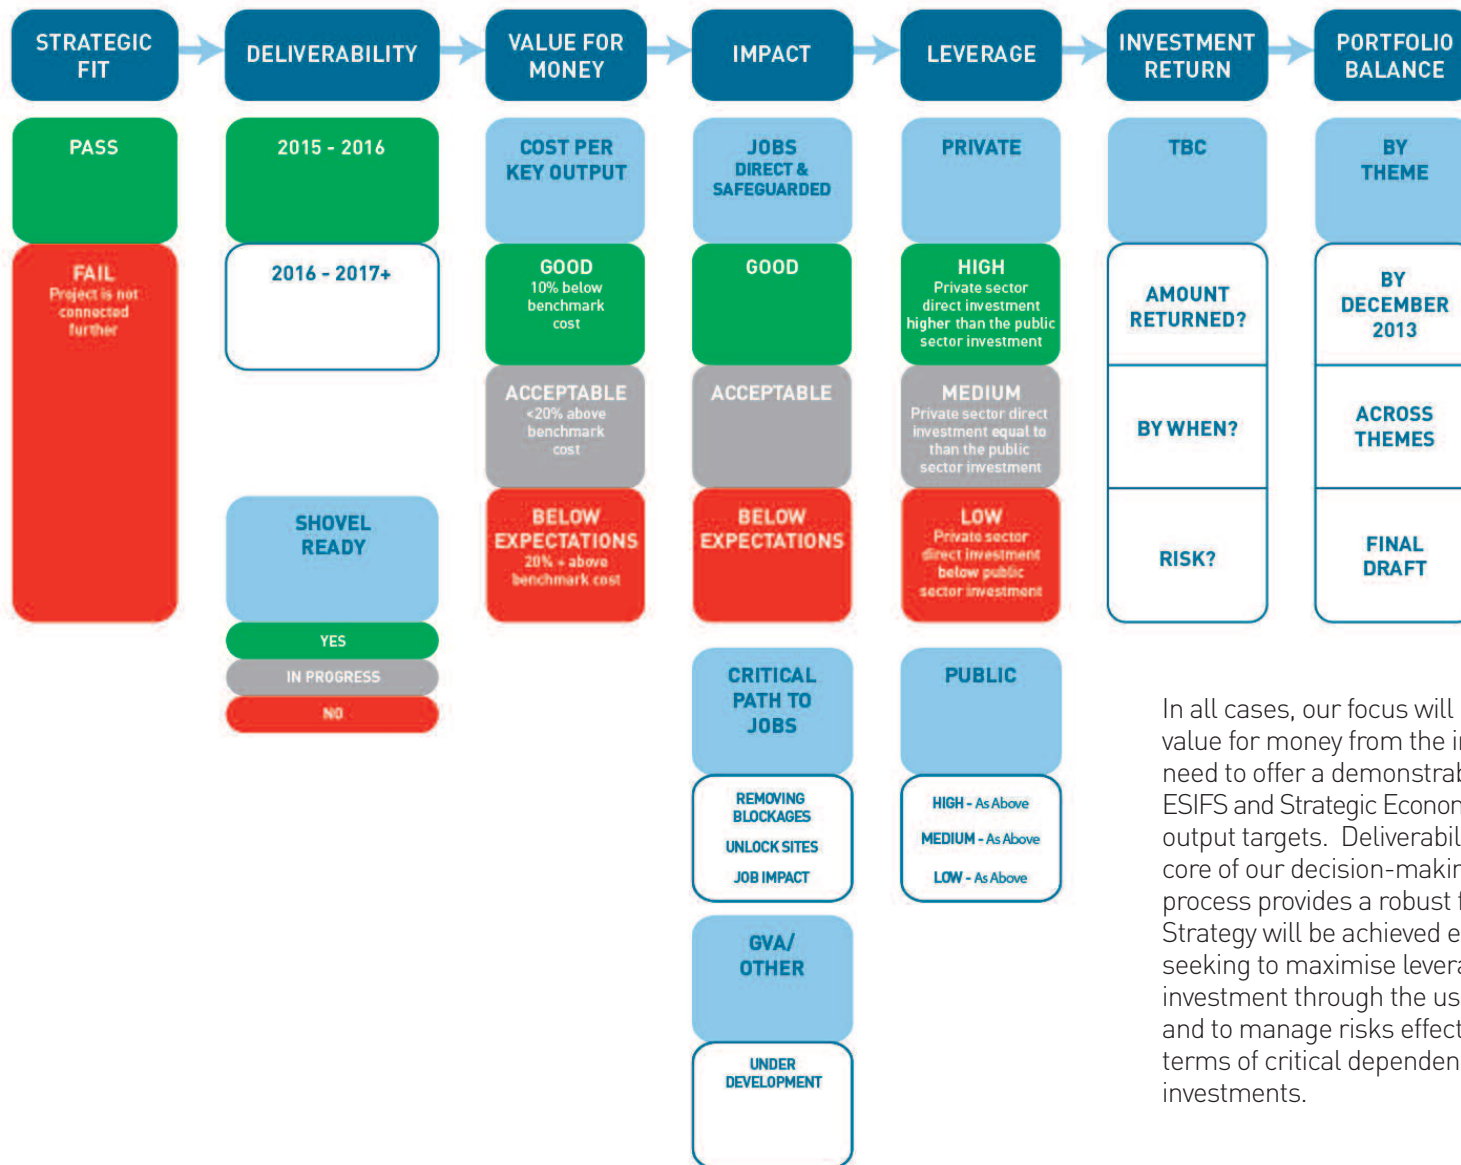 STRATEGIC
FIT
DELIVERABILITY
VALUE FOR
MONEY
IMPACT
LEVERAGE
INVESTMENT
RETURN
PORTFOLIO
BALANCE
PASS
FAIL
Project is not
connected
further
2015 - 2016
2016 - 2017+
SHOVEL
READY
YES
IN PROGRESS
NO
COST PER
KEY OUTPUT
GOOD
10% below
benchmark
cost
ACCEPTABLE
<20% above
benchmark
cost
BELOW
EXPECTATIONS
20% + above
benchmark cost
JOBS
DIRECT &
SAFEGUARDED
GOOD
ACCEPTABLE
BELOW
EXPECTATIONS
CRITICAL
PATH TO
JOBS
REMOVING
BLOCKAGES
UNLOCK SITES
JOB IMPACT
GVA/
OTHER
UNDER
DEVELOPMENT
PRIVATE
HIGH
Private sector
direct investment
higher than the public
sector investment
MEDIUM
Private sector direct
investment equal to
than the public
sector investment
LOW
Private sector
direct investment
below public
sector investment
PUBLIC
HIGH - As Above
MEDIUM - As Above
LOW - As Above
TBC
AMOUNT
RETURNED?
BY WHEN?
RISK?
BY
THEME
BY
DECEMBER
2013
ACROSS
THEMES
FINAL
DRAFT
In all cases, our focus will
value for money from the
need to offer a
ESIFS and Strategic
output targets.
core of our
process provides a robust
Strategy will be achieved
seeking to maximise
investment through the
and to manage risks
terms of critical
investments.